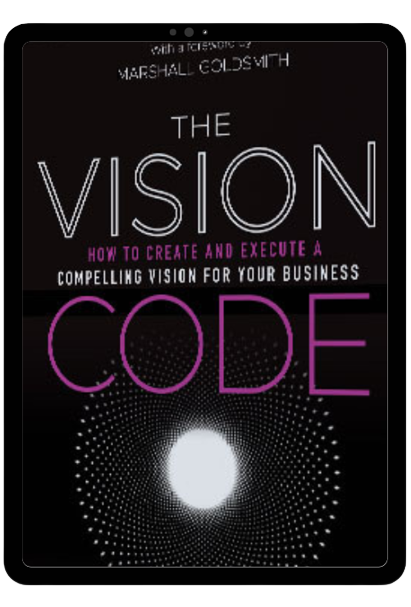 with a foreword by
MARSHALL GOLDSMITH
THE
VISION
HOW TO CREATE AND EXECUTE A
COMPELLING VISION FOR YOUR BUSINESS
CODE